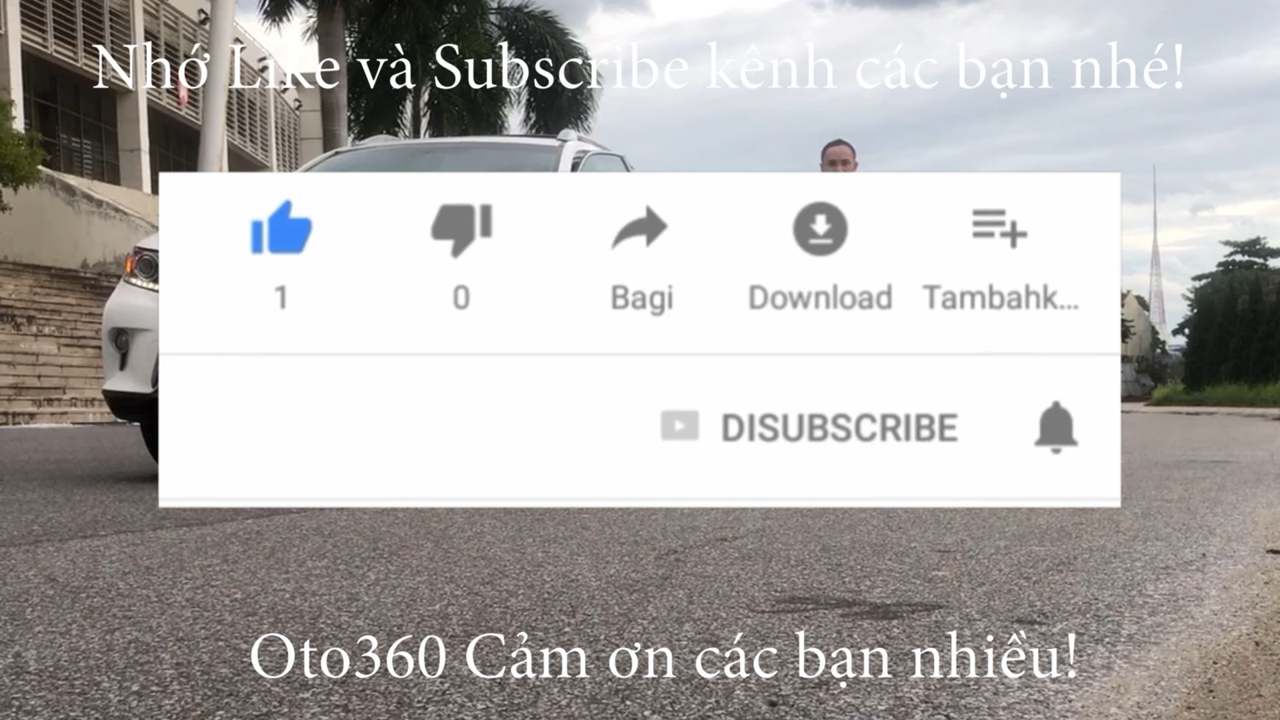 Nhớ Like và Subscribe kênh các bạn nhé!
1 0 Bagi Download Tambahk...
DISUBSCRIBE
Oto360 Cảm ơn các bạn nhiều!